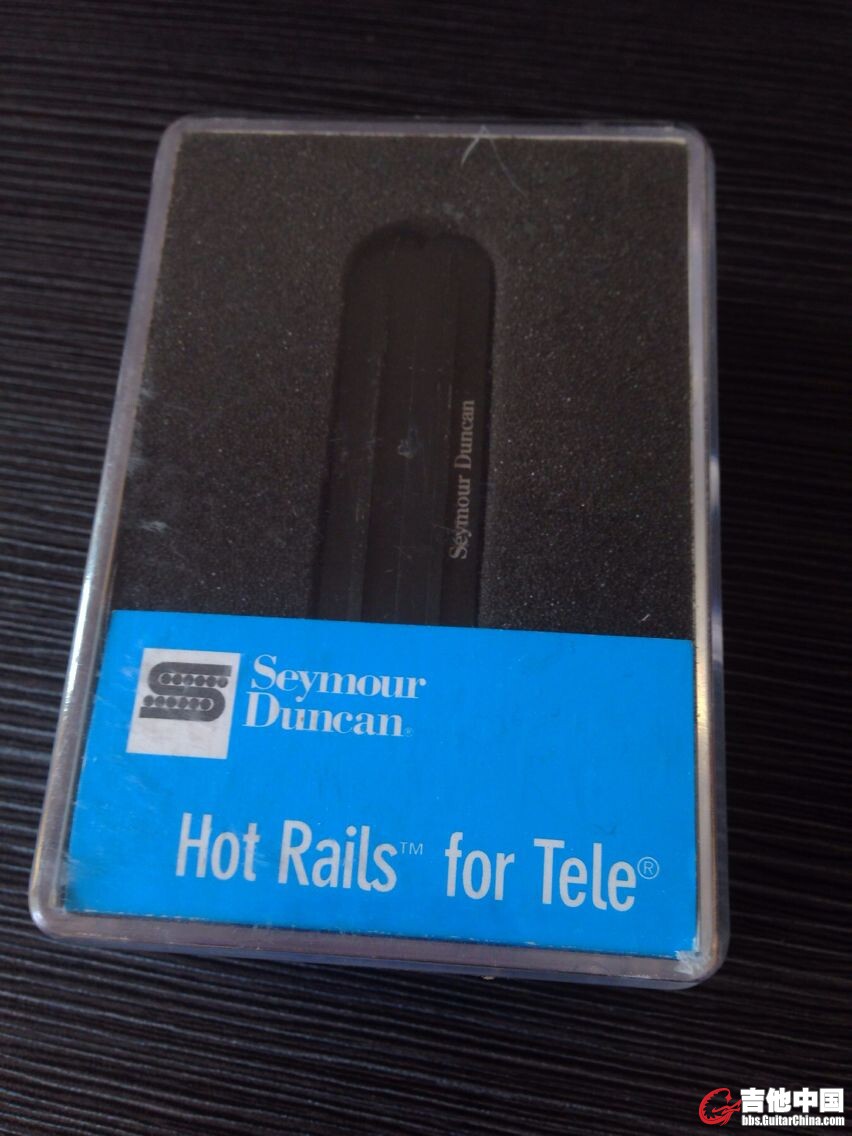 Seymour Duncan
Seymour
Duncan®
Hot Rails™ for Tele®
吉他中国
bbs.GuitarChina.com